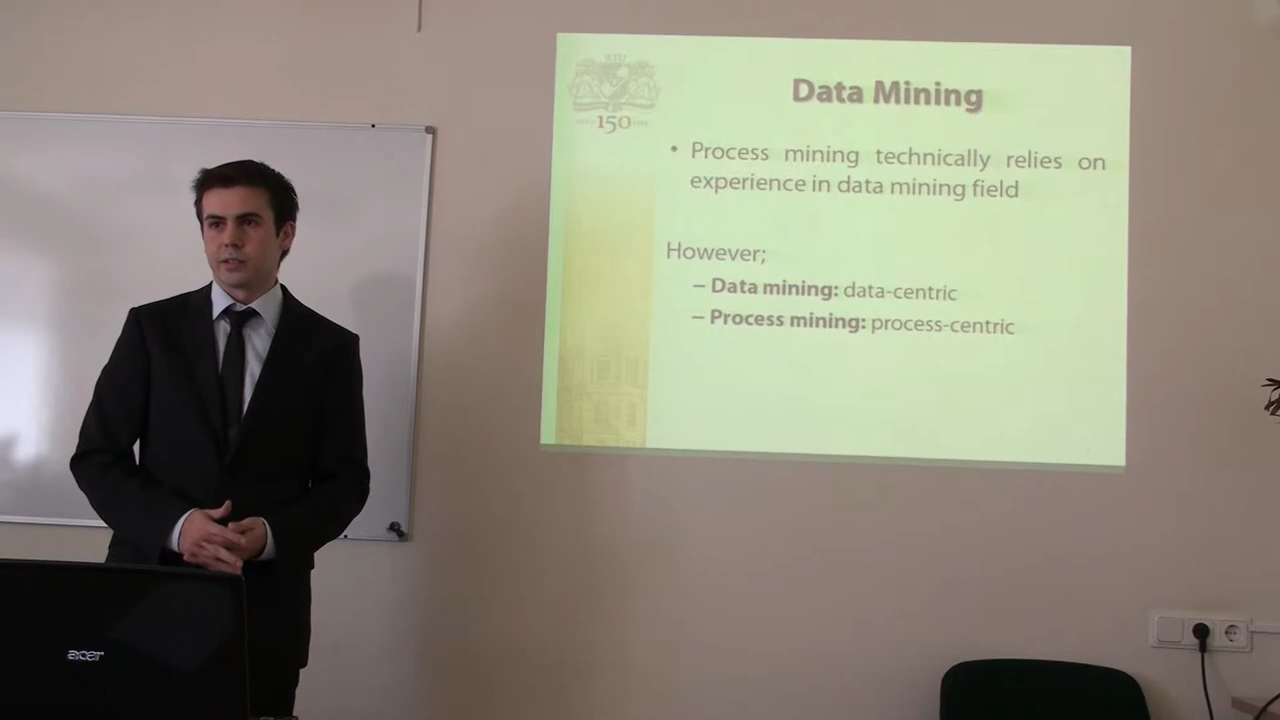 RTU
150
Data Mining
• Process mining technically relies on
experience in data mining field
However;
– Data mining: data-centric
– Process mining: process-centric
acer